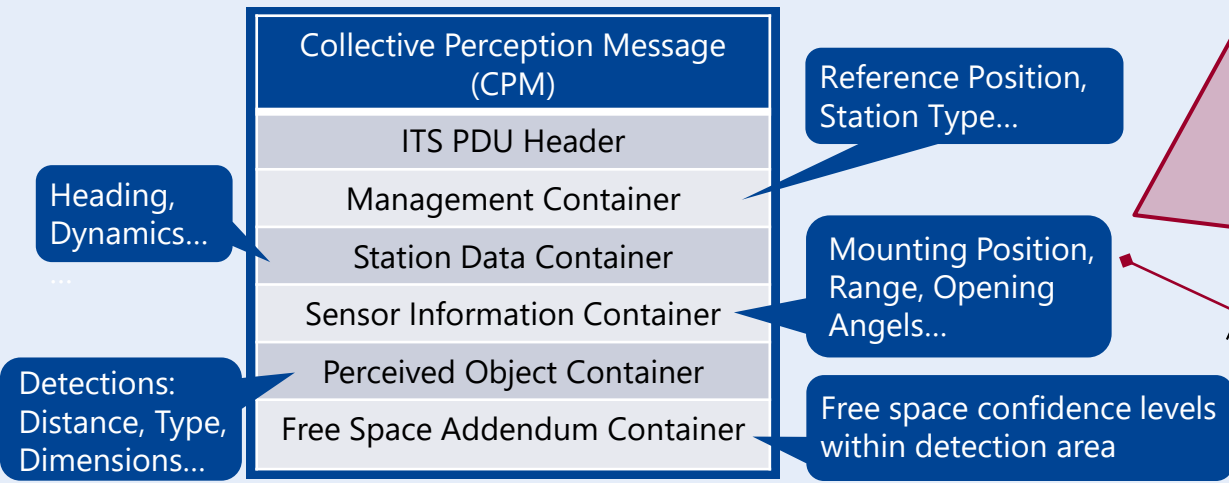 Collective Perception Message
(CPM)
ITS PDU Header
Management Container
Station Data Container
Sensor Information Container
Perceived Object Container
Free Space Addendum Container
Reference Position,
Station Type...
Heading,
Dynamics...
...
Mounting Position,
Range, Opening
Angels...
Detections:
Distance, Type,
Dimensions...
Free space confidence levels
within detection area